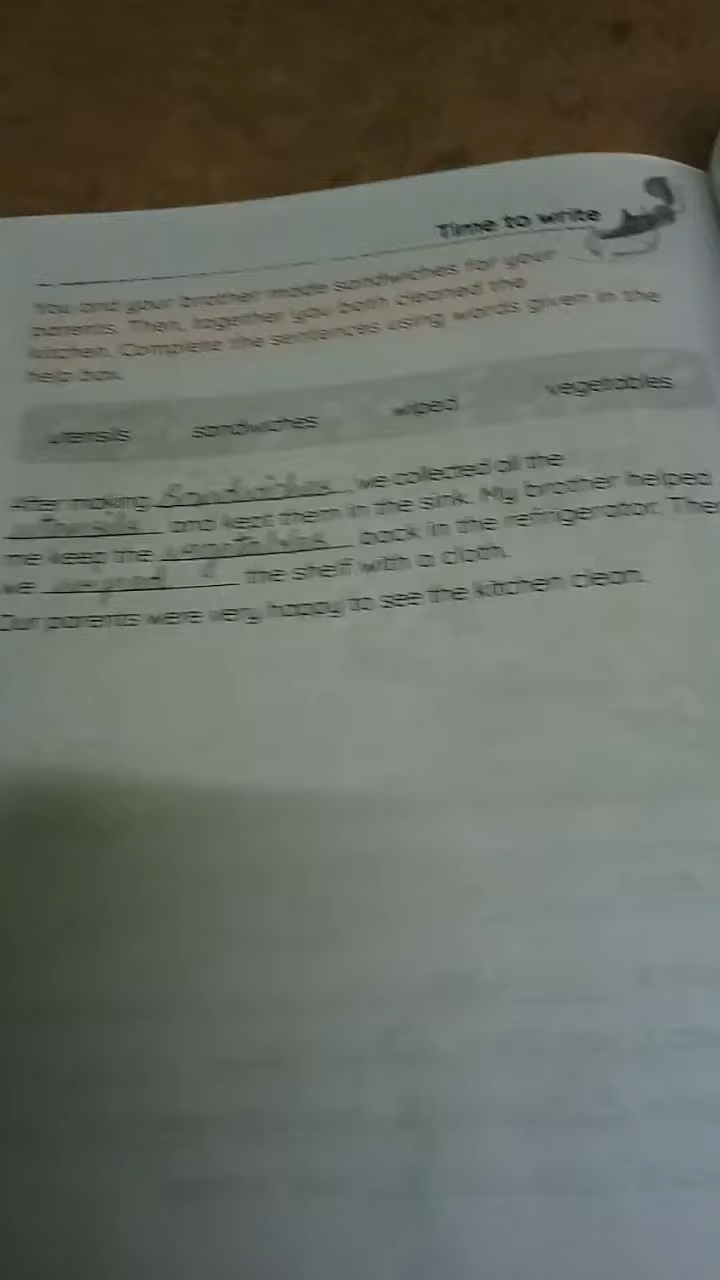 Time to write
You and your brother made sandwiches for your
parents. Then, together you both cleaned the
kitchen. Complete the sentences using words given in the
help box.
utensils sandwiches wiped vegetables
After making Sandwiches, we collected all the
utensils and kept them in the sink. My brother helped
me keep the vegetables back in the refrigerator. Then
we wiped the shelf with a cloth.
Our parents were very happy to see the kitchen clean.